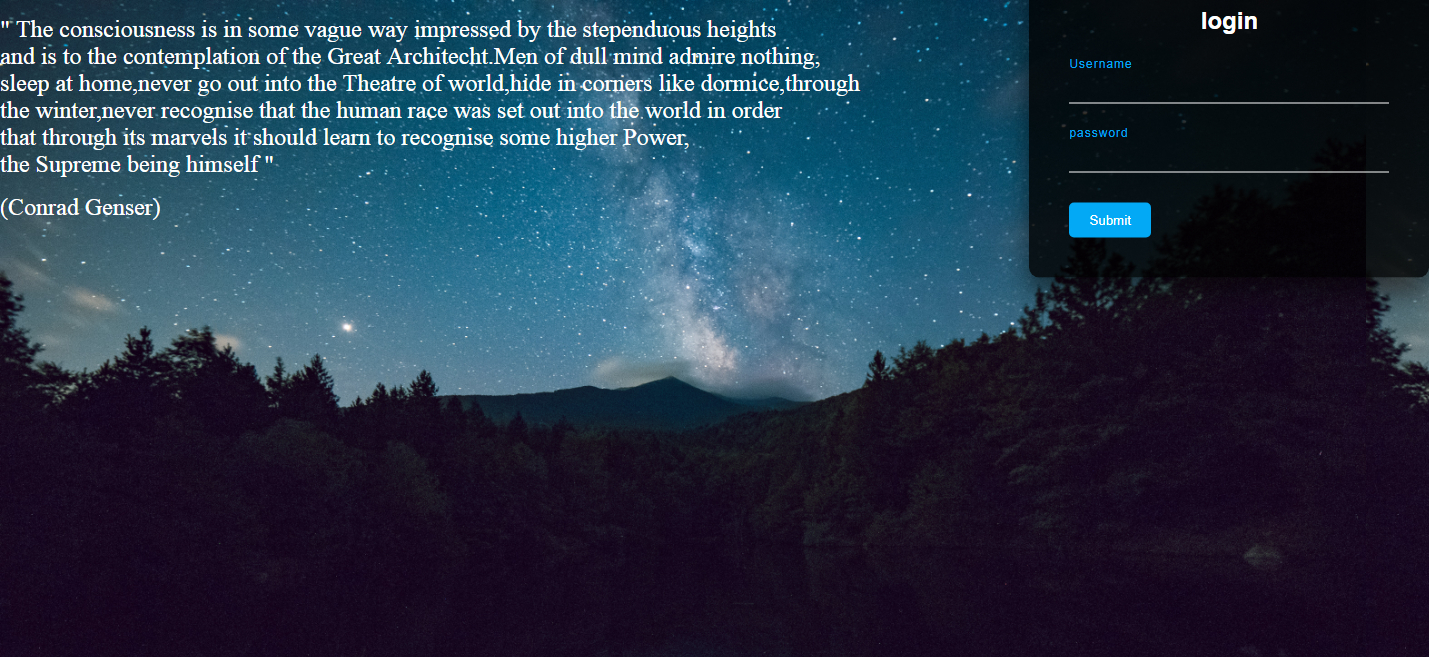 " The consciousness is in some vague way impressed by the stependuous heights
and is to the contemplation of the Great Architecht.Men of dull mind admire nothing,
sleep at home,never go out into the Theatre of world,hide in corners like dormice,through
the winter,never recognise that the human race was set out into the world in order
that through its marvels it should learn to recognise some higher Power,
the Supreme being himself "
(Conrad Genser)
login
Username
password
Submit